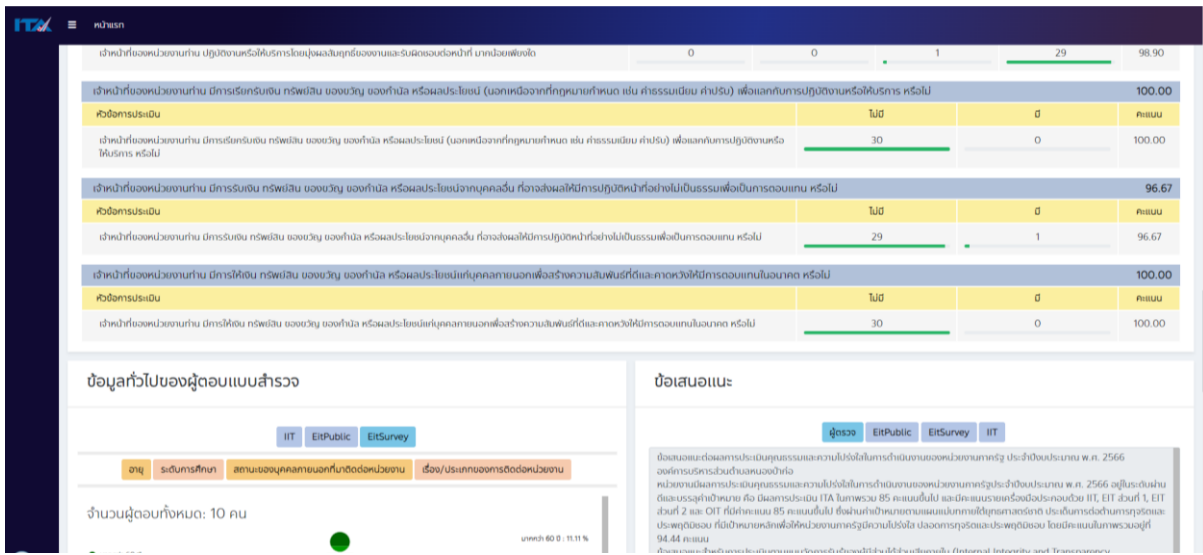 ITA หน้าแรก
เจ้าหน้าที่ของหน่วยงานท่าน ปฏิบัติงานหรือให้บริการโดยมุ่งผลสัมฤทธิ์ของงานและรับผิดชอบต่อหน้าที่ มากน้อยเพียงใด 0 0 1 29 98.90
เจ้าหน้าที่ของหน่วยงานท่าน มีการเรียกรับเงิน ทรัพย์สิน ของขวัญ ของกำนัล หรือผลประโยชน์ (นอกเหนือจากที่กฎหมายกำหนด เช่น ค่าธรรมเนียม ค่าปรับ) เพื่อแลกกับการปฏิบัติงานหรือให้บริการ หรือไม่ 100.00
หัวข้อการประเมิน ไม่มี มี คะแนน
เจ้าหน้าที่ของหน่วยงานท่าน มีการเรียกรับเงิน ทรัพย์สิน ของขวัญ ของกำนัล หรือผลประโยชน์ (นอกเหนือจากที่กฎหมายกำหนด เช่น ค่าธรรมเนียม ค่าปรับ) เพื่อแลกกับการปฏิบัติงานหรือ 30 0 100.00
ให้บริการ หรือไม่
เจ้าหน้าที่ของหน่วยงานท่าน มีการรับเงิน ทรัพย์สิน ของขวัญ ของกำนัล หรือผลประโยชน์จากบุคคลอื่น ที่อาจส่งผลให้มีการปฏิบัติหน้าที่อย่างไม่เป็นธรรมเพื่อเป็นการตอบแทน หรือไม่ 96.67
หัวข้อการประเมิน ไม่มี มี คะแนน
เจ้าหน้าที่ของหน่วยงานท่าน มีการรับเงิน ทรัพย์สิน ของขวัญ ของกำนัล หรือผลประโยชน์จากบุคคลอื่น ที่อาจส่งผลให้มีการปฏิบัติหน้าที่อย่างไม่เป็นธรรมเพื่อเป็นการตอบแทน หรือไม่ 29 1 96.67
เจ้าหน้าที่ของหน่วยงานท่าน มีการให้เงิน ทรัพย์สิน ของขวัญ ของกำนัล หรือผลประโยชน์แก่บุคคลภายนอกเพื่อสร้างความสัมพันธ์ที่ดีและคาดหวังให้มีการตอบแทนในอนาคต หรือไม่ 100.00
หัวข้อการประเมิน ไม่มี มี คะแนน
เจ้าหน้าที่ของหน่วยงานท่าน มีการให้เงิน ทรัพย์สิน ของขวัญ ของกำนัล หรือผลประโยชน์แก่บุคคลภายนอกเพื่อสร้างความสัมพันธ์ที่ดีและคาดหวังให้มีการตอบแทนในอนาคต หรือไม่ 30 0 100.00
ข้อมูลทั่วไปของผู้ตอบแบบสำรวจ
IIT EitPublic EitSurvey
อายุ ระดับการศึกษา สถานะของบุคคลภายนอกที่มาติดต่อหน่วยงาน เรื่อง/ประเภทของการติดต่อหน่วยงาน
จำนวนผู้ตอบทั้งหมด: 10 คน
มากกว่า 60 ปี : 11.11 %
ข้อเสนอแนะ
ผู้ตรวจ EitPublic EitSurvey IIT
ข้อเสนอแนะต่อผลการประเมินคุณธรรมและความโปร่งใสในการดำเนินงานของหน่วยงานภาครัฐ ประจำปีงบประมาณ พ.ศ. 2566
องค์การบริหารส่วนตำบลหนองป่าก่อ
หน่วยงานมีผลการประเมินคุณธรรมและความโปร่งใสในการดำเนินงานของหน่วยงานภาครัฐประจำปีงบประมาณ พ.ศ. 2566 อยู่ในระดับผ่าน
ดีและบรรลุค่าเป้าหมาย คือ มีผลการประเมิน ITA ในภาพรวม 85 คะแนนขึ้นไป และมีคะแนนรายเครื่องมือประกอบด้วย IIT, EIT ส่วนที่ 1, EIT
ส่วนที่ 2 และ OIT ที่มีค่าคะแนน 85 คะแนนขึ้นไป ซึ่งผ่านค่าเป้าหมายตามแผนแม่บทภายใต้ยุทธศาสตร์ชาติ ประเด็นการต่อต้านการทุจริตและ
ประพฤติมิชอบ ที่มีเป้าหมายหลักเพื่อให้หน่วยงานภาครัฐมีความโปร่งใส ปลอดการทุจริตและประพฤติมิชอบ โดยมีคะแนนในภาพรวมอยู่ที่
94.44 คะแนน
ข้อเสนอแนะสำหรับการประเมินตามแบบวัดการรับรู้ของผู้มีส่วนได้ส่วนเสียภายใน (Internal Integrity and Transparency